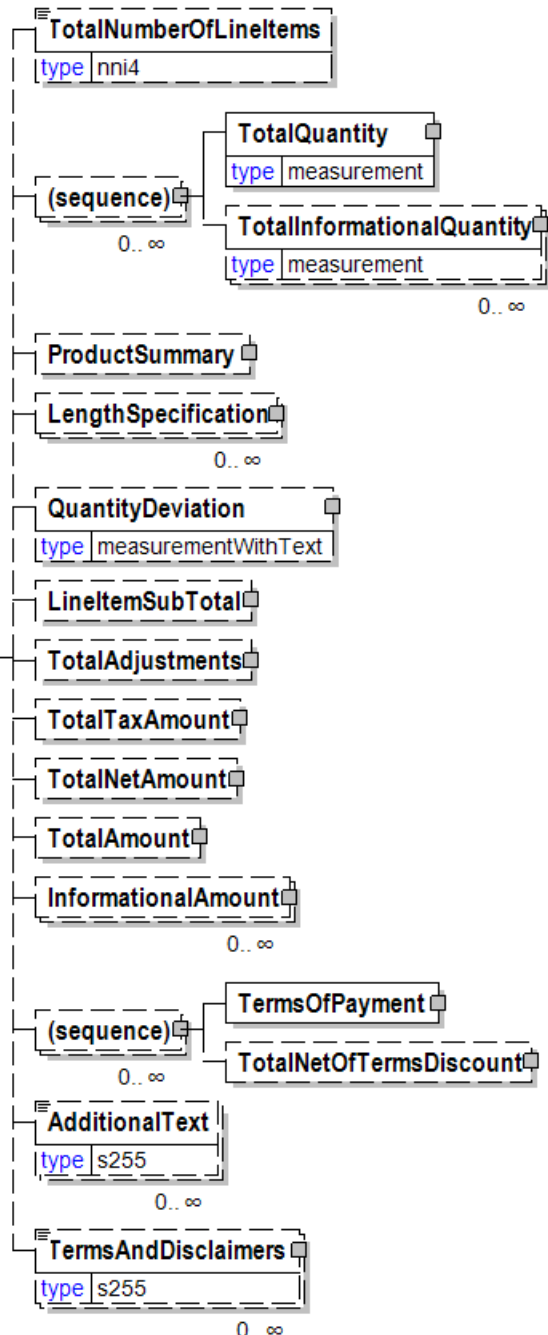 TotalNumberOfLineItems
type nni4
(sequence)
0.. ∞
TotalQuantity
type measurement
TotalInformationalQuantity
type measurement
0.. ∞
ProductSummary
LengthSpecification
0.. ∞
QuantityDeviation
type measurementWithText
LineItemSubTotal
TotalAdjustments
TotalTaxAmount
TotalNetAmount
TotalAmount
InformationalAmount
0.. ∞
(sequence)
0.. ∞
TermsOfPayment
TotalNetOfTermsDiscount
AdditionalText
type s255
0.. ∞
TermsAndDisclaimers
type s255
0.. ∞